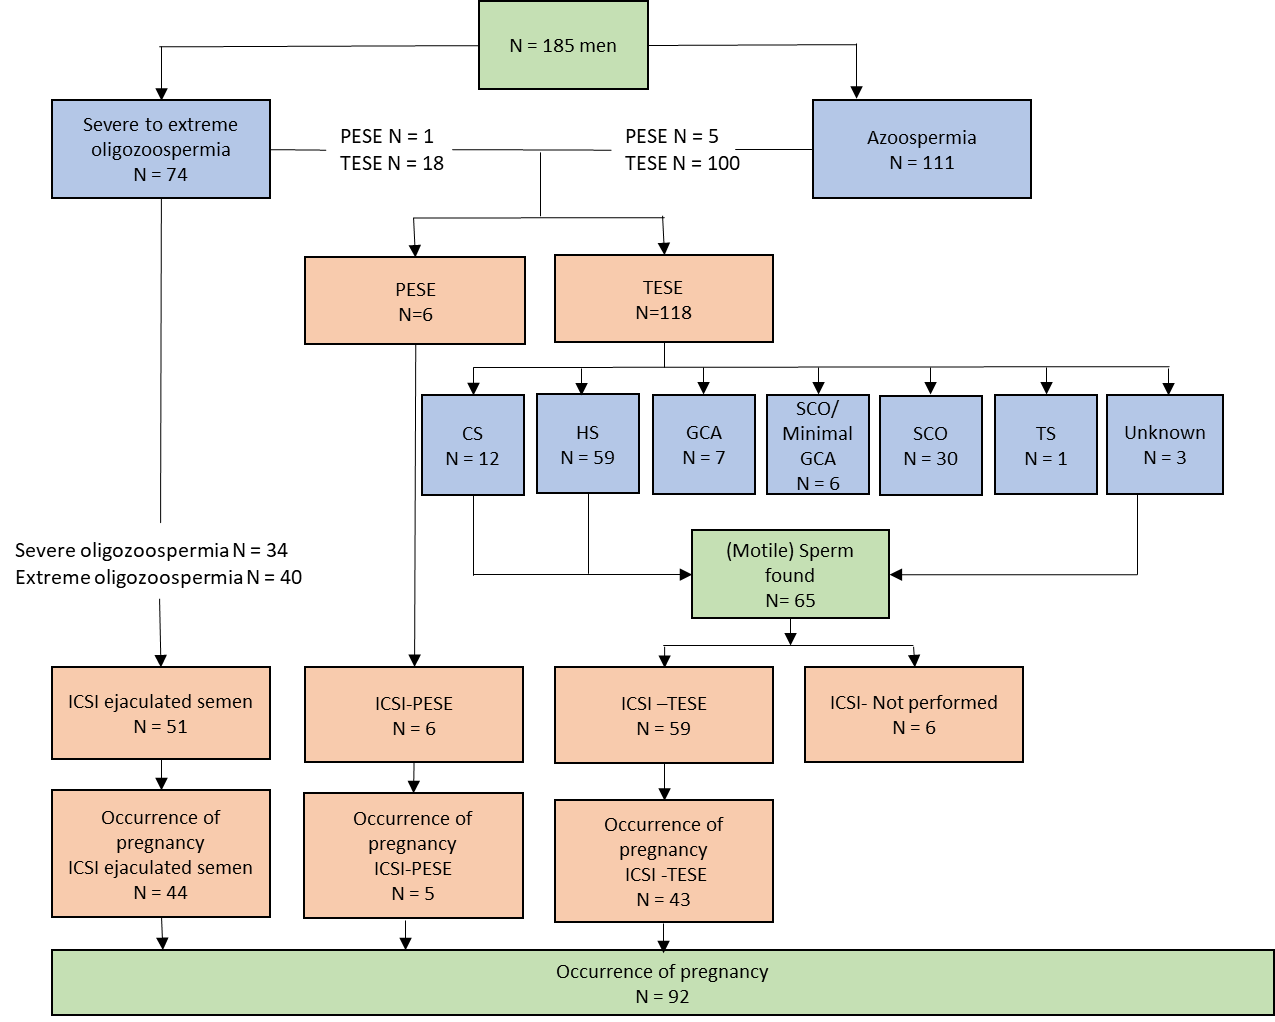 N = 185 men
Severe to extreme
oligozoospermia
N = 74
PESE N = 1
TESE N = 18
PESE N = 5
TESE N = 100
Azoospermia
N = 111
PESE
N=6
TESE
N=118
CS
N = 12
HS
N = 59
GCA
N = 7
SCO/
Minimal
GCA
N = 6
SCO
N = 30
TS
N = 1
Unknown
N = 3
Severe oligozoospermia N = 34
Extreme oligozoospermia N = 40
(Motile) Sperm
found
N= 65
ICSI ejaculated semen
N = 51
ICSI-PESE
N = 6
ICSI –TESE
N = 59
ICSI- Not performed
N = 6
Occurrence of
pregnancy
ICSI ejaculated semen
N = 44
Occurrence of
pregnancy
ICSI-PESE
N = 5
Occurrence of
pregnancy
ICSI -TESE
N = 43
Occurrence of pregnancy
N = 92